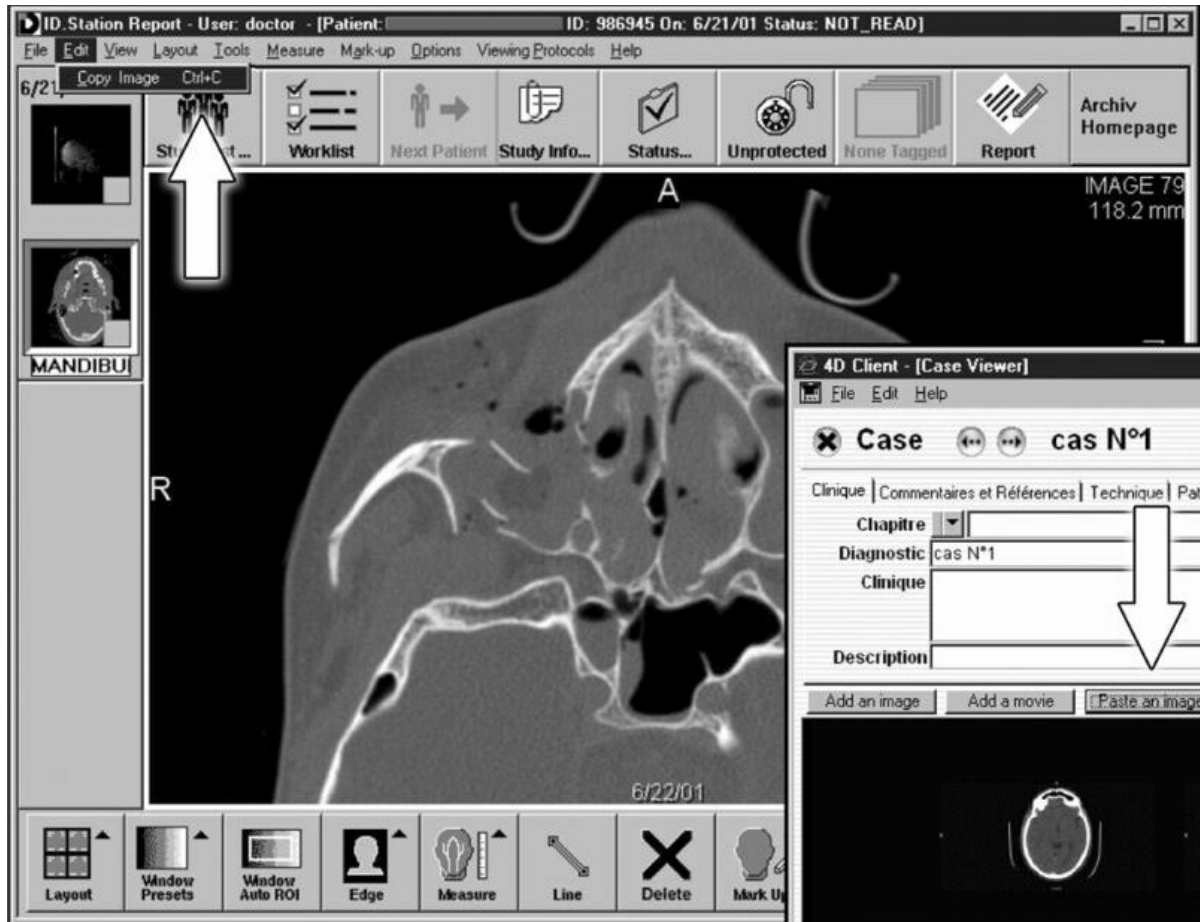 ID.Station Report - User: doctor - [Patient: ID: 986945 On: 6/21/01 Status: NOT_READ]
File Edit View Layout Tools Measure Mark-up Options Viewing Protocols Help
Copy Image Ctrl+C
6/21/
Worklist
Next Patient
Study Info...
Status...
Unprotected
None Tagged
Report
Archiv
Homepage
A
IMAGE 79
118.2 mm
MANDIBU
R
4D Client - [Case Viewer]
File Edit Help
Case cas N°1
Clinique Commentaires et Références Technique Pat
Chapitre
Diagnostic cas N°1
Clinique
Description
Add an image Add a movie Paste an image
6/22/01
Layout
Window
Presets
Window
Auto ROI
Edge
Measure
Line
Delete
Mark U